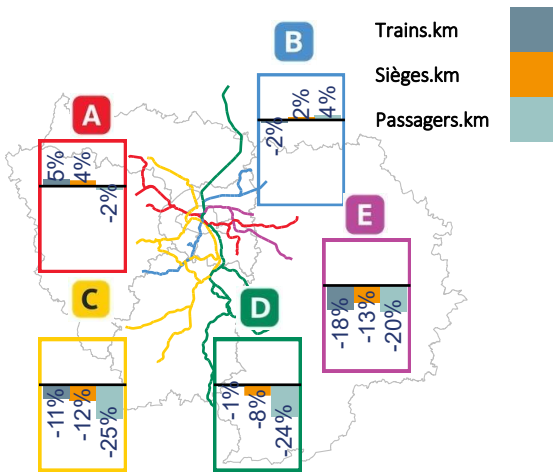 B
Trains.km
Sièges.km
Passagers.km
-2%
2%
4%
A
5%
4%
-2%
E
-18%
-13%
-20%
C
-11%
-12%
-25%
D
-1%
-8%
-24%